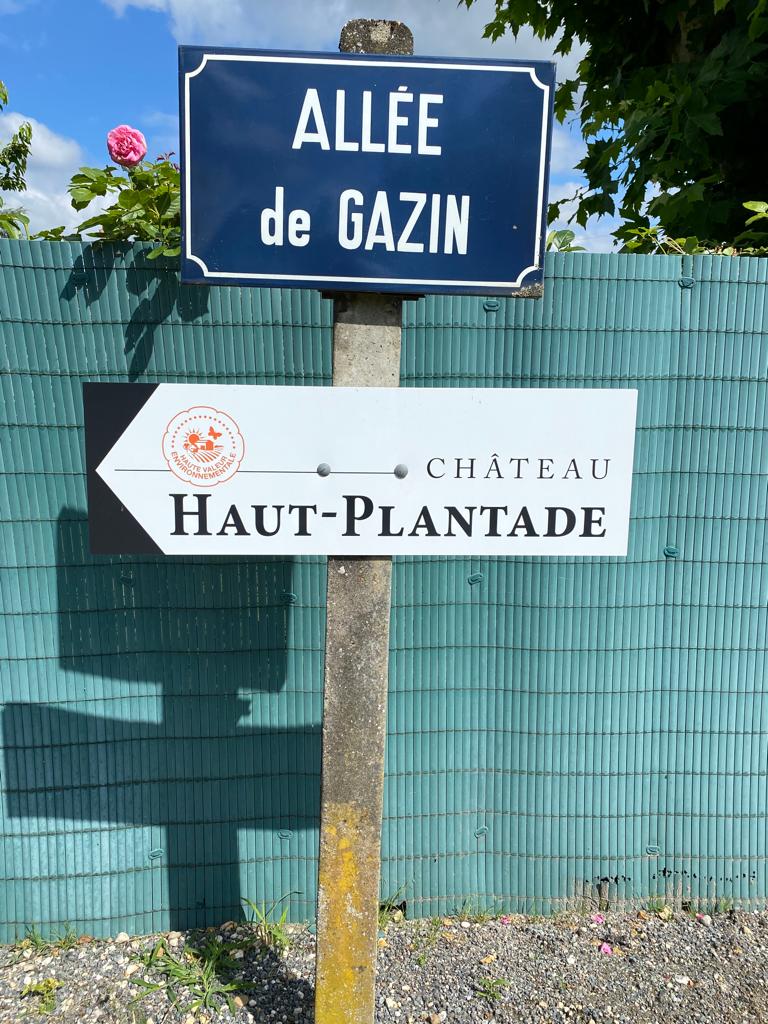 ALLÉE
de GAZIN
HAUTE VALEUR
ENVIRONNEMENTALE
CHÂTEAU
HAUT-PLANTADE